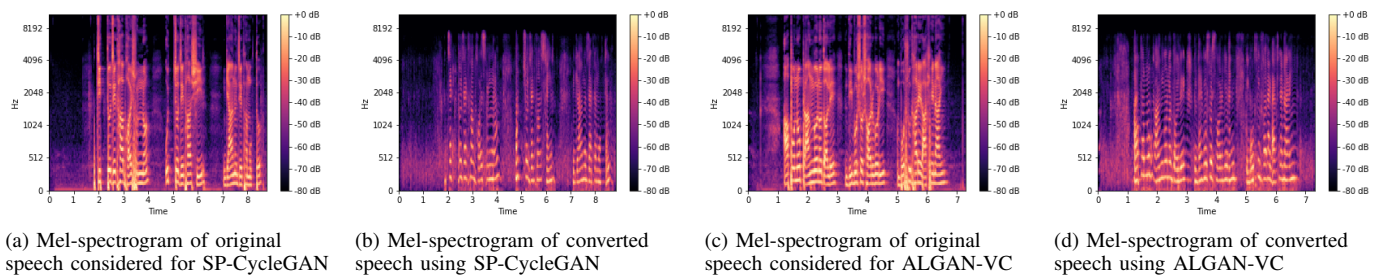 +0 dB
-10 dB
-20 dB
-30 dB
-40 dB
-50 dB
-60 dB
-70 dB
-80 dB
8192
4096
2048
1024
512
0
Hz
0 1 2 3 4 5 6 7 8
Time
(a) Mel-spectrogram of original
speech considered for SP-CycleGAN
+0 dB
-10 dB
-20 dB
-30 dB
-40 dB
-50 dB
-60 dB
-70 dB
-80 dB
8192
4096
2048
1024
512
0
Hz
0 1 2 3 4 5 6 7 8
Time
(b) Mel-spectrogram of converted
speech using SP-CycleGAN
+0 dB
-10 dB
-20 dB
-30 dB
-40 dB
-50 dB
-60 dB
-70 dB
-80 dB
8192
4096
2048
1024
512
0
Hz
0 1 2 3 4 5 6 7
Time
(c) Mel-spectrogram of original
speech considered for ALGAN-VC
+0 dB
-10 dB
-20 dB
-30 dB
-40 dB
-50 dB
-60 dB
-70 dB
-80 dB
8192
4096
2048
1024
512
0
Hz
0 1 2 3 4 5 6 7
Time
(d) Mel-spectrogram of converted
speech using ALGAN-VC